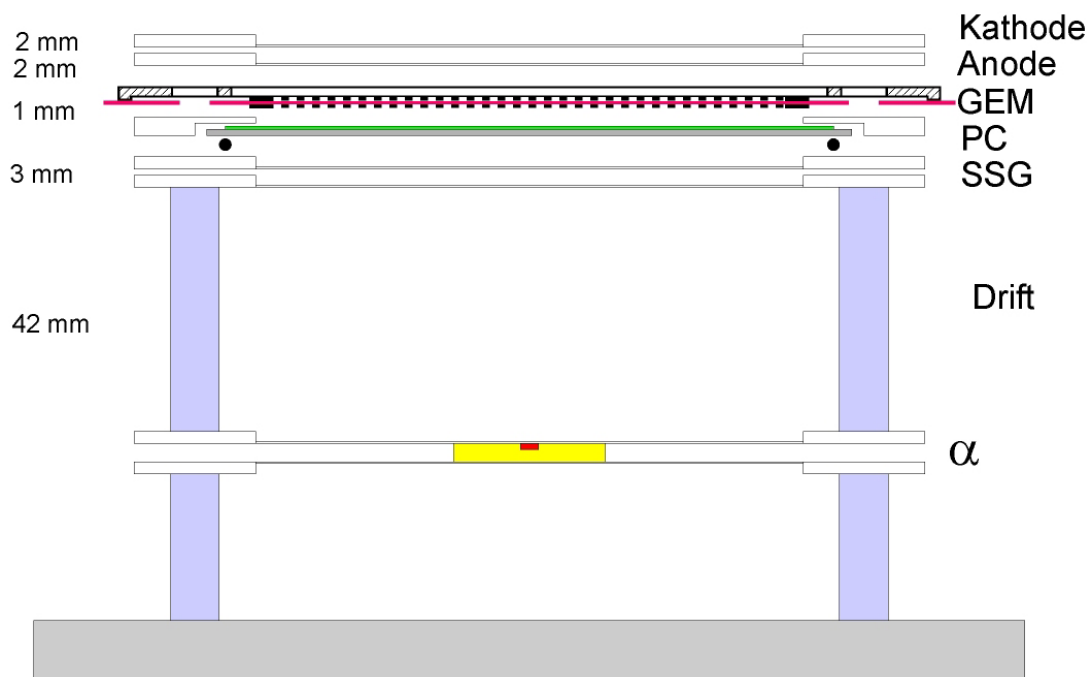 Kathode
2 mm
Anode
2 mm
GEM
1 mm
PC
3 mm
SSG
Drift
42 mm
α